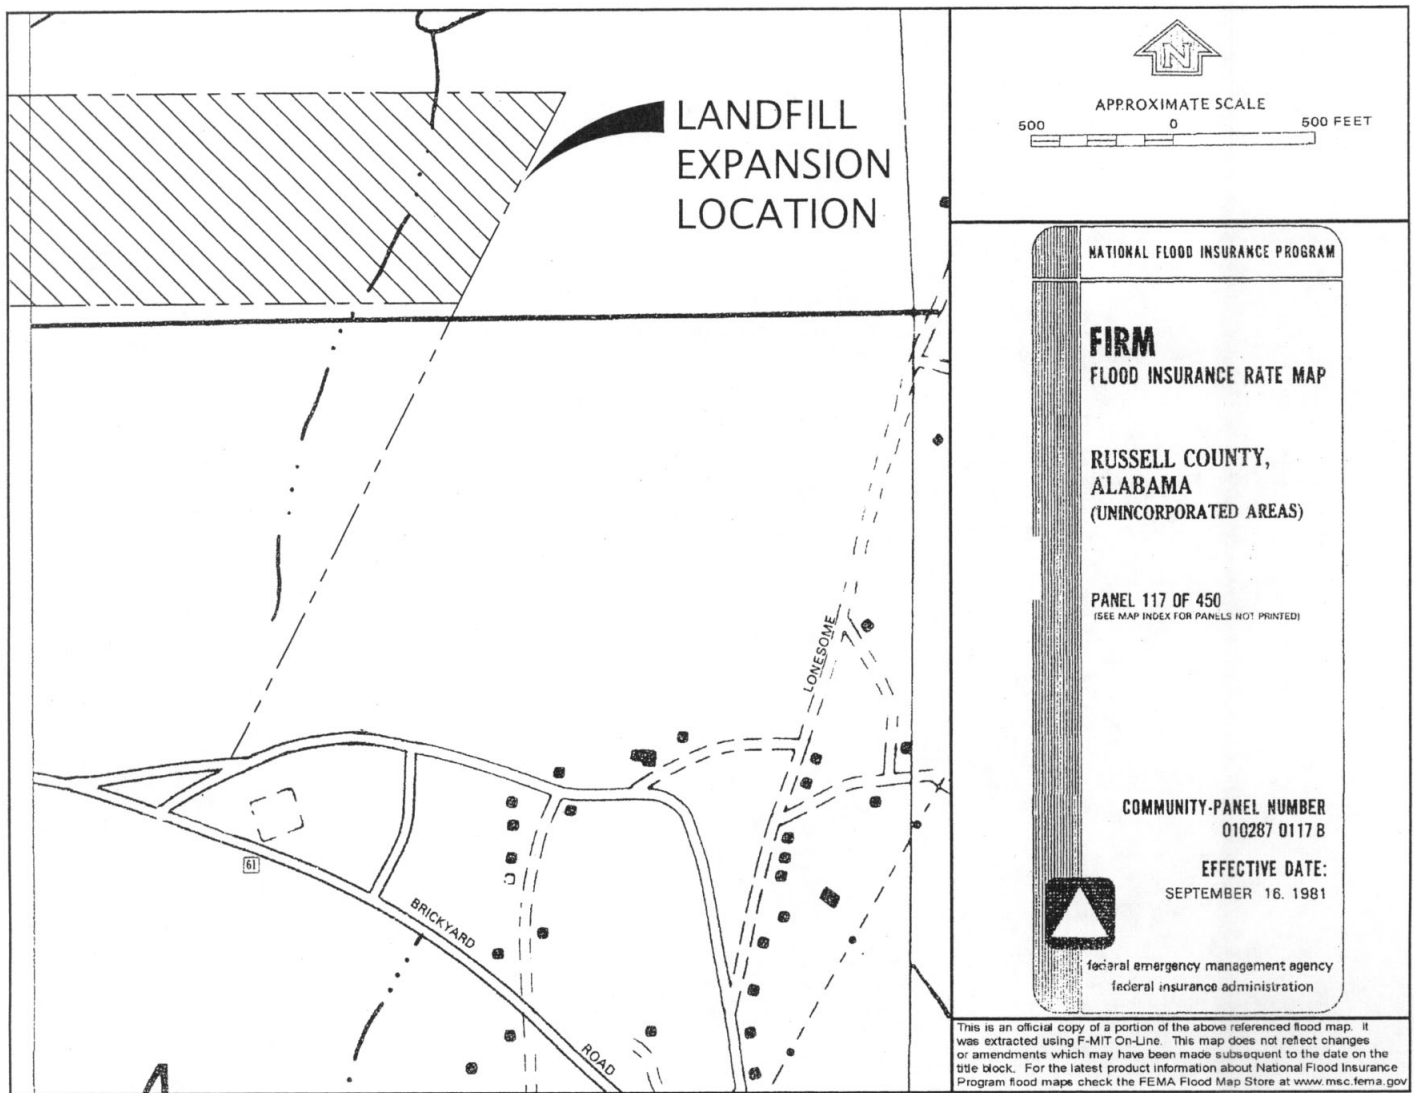 LANDFILL
EXPANSION
LOCATION
LONESOME
61
BRICKYARD
ROAD
N
APPROXIMATE SCALE
500 0 500 FEET
NATIONAL FLOOD INSURANCE PROGRAM
FIRM
FLOOD INSURANCE RATE MAP
RUSSELL COUNTY,
ALABAMA
(UNINCORPORATED AREAS)
PANEL 117 OF 450
(SEE MAP INDEX FOR PANELS NOT PRINTED)
COMMUNITY-PANEL NUMBER
010287 0117 B
EFFECTIVE DATE:
SEPTEMBER 16. 1981
federal emergency management agency
federal insurance administration
This is an official copy of a portion of the above referenced flood map. It
was extracted using F-MIT On-Line. This map does not reflect changes
or amendments which may have been made subsequent to the date on the
title block. For the latest product information about National Flood Insurance
Program flood maps check the FEMA Flood Map Store at www.msc.fema.gov